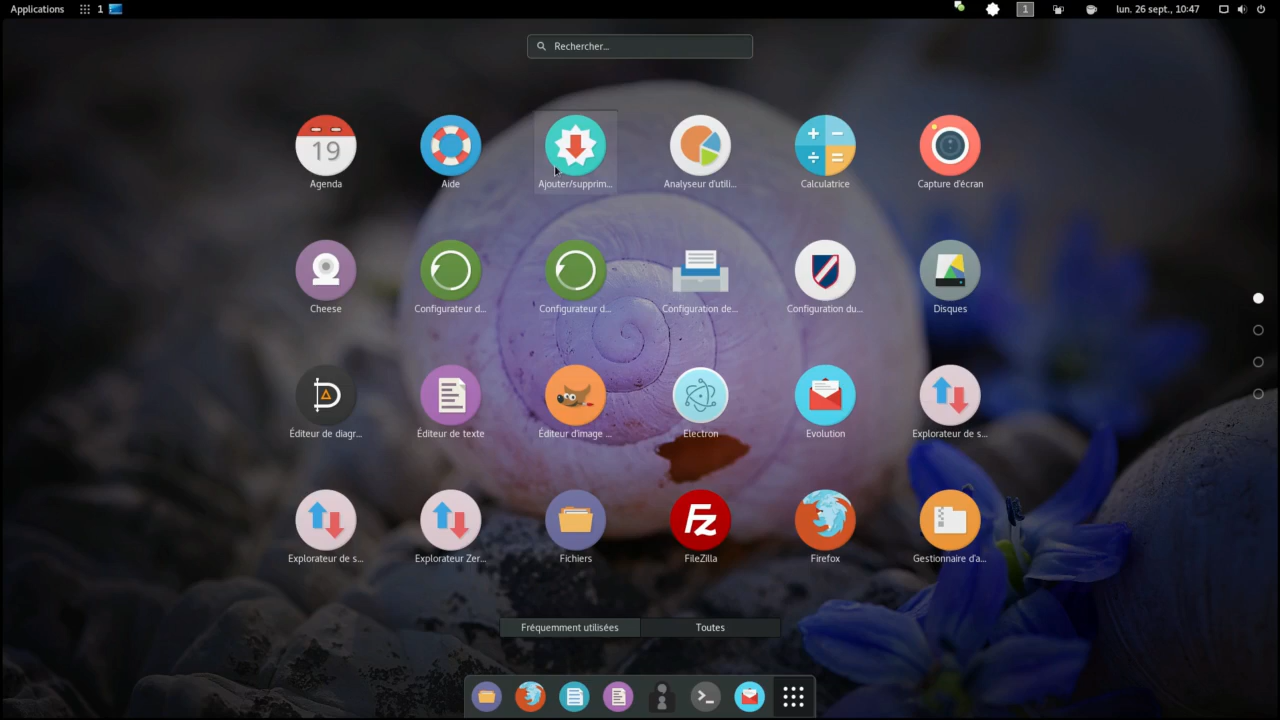 Applications
1
1
lun. 26 sept., 10:47
Rechercher...
19
Agenda
Aide
Ajouter/supprim...
Analyseur d'utili...
Calculatrice
Capture d'écran
Cheese
Configurateur d...
Configurateur d...
Configuration de...
Configuration du...
Disques
Éditeur de diagr...
Éditeur de texte
Éditeur d'image ...
Electron
Evolution
Explorateur de s...
Explorateur de s...
Explorateur Zer...
Fichiers
Fz
FileZilla
Firefox
Gestionnaire d'a...
Fréquemment utilisées
Toutes